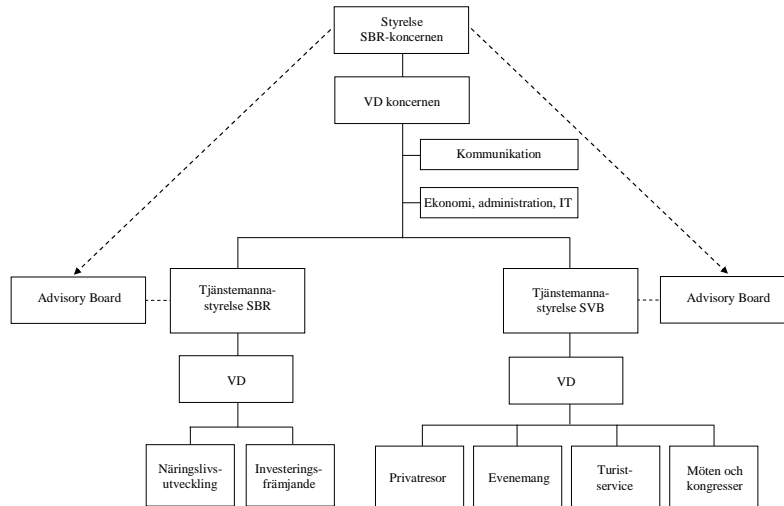 Styrelse
SBR-koncernen
VD koncernen
Kommunikation
Ekonomi, administration, IT
Advisory Board
Tjänstemanna-
styrelse SBR
Tjänstemanna-
styrelse SVB
Advisory Board
VD
VD
Näringslivs-
utveckling
Investerings-
främjande
Privatresor
Evenemang
Turist-
service
Möten och
kongresser